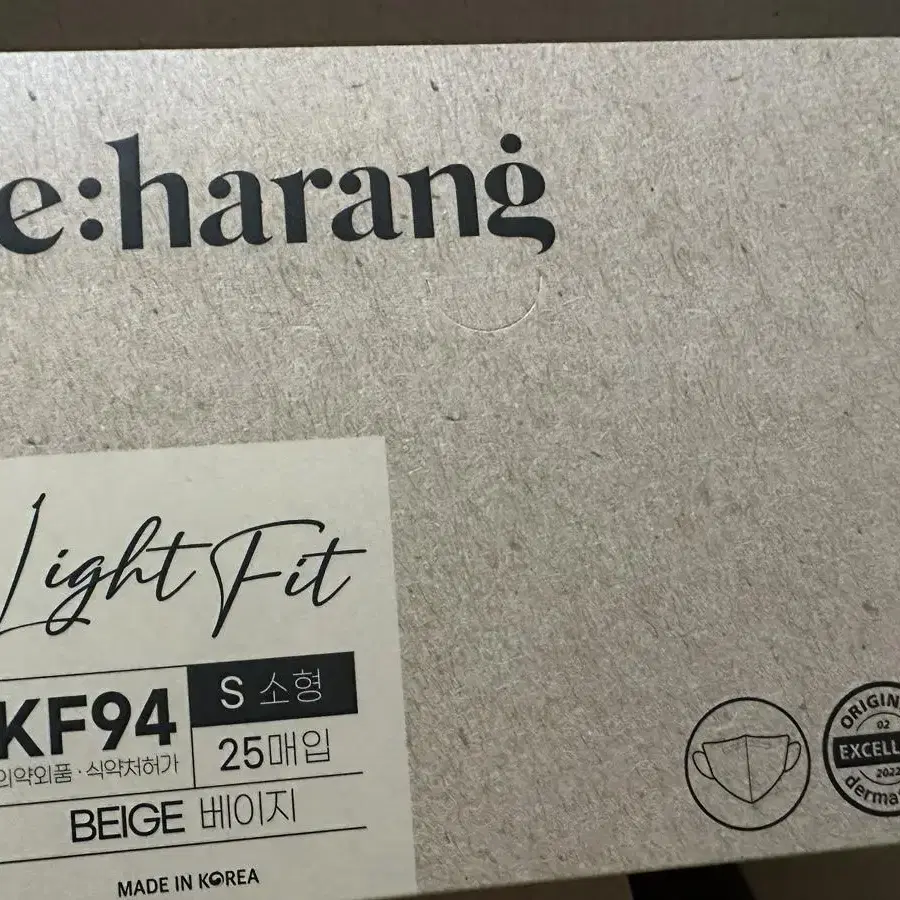 e:harang
Light Fit
KF94
의약외품·식약처허가
S 소형
25매입
BEIGE 베이지
MADE IN KOREA
ORIGIN
02
EXCELL
2022
derma